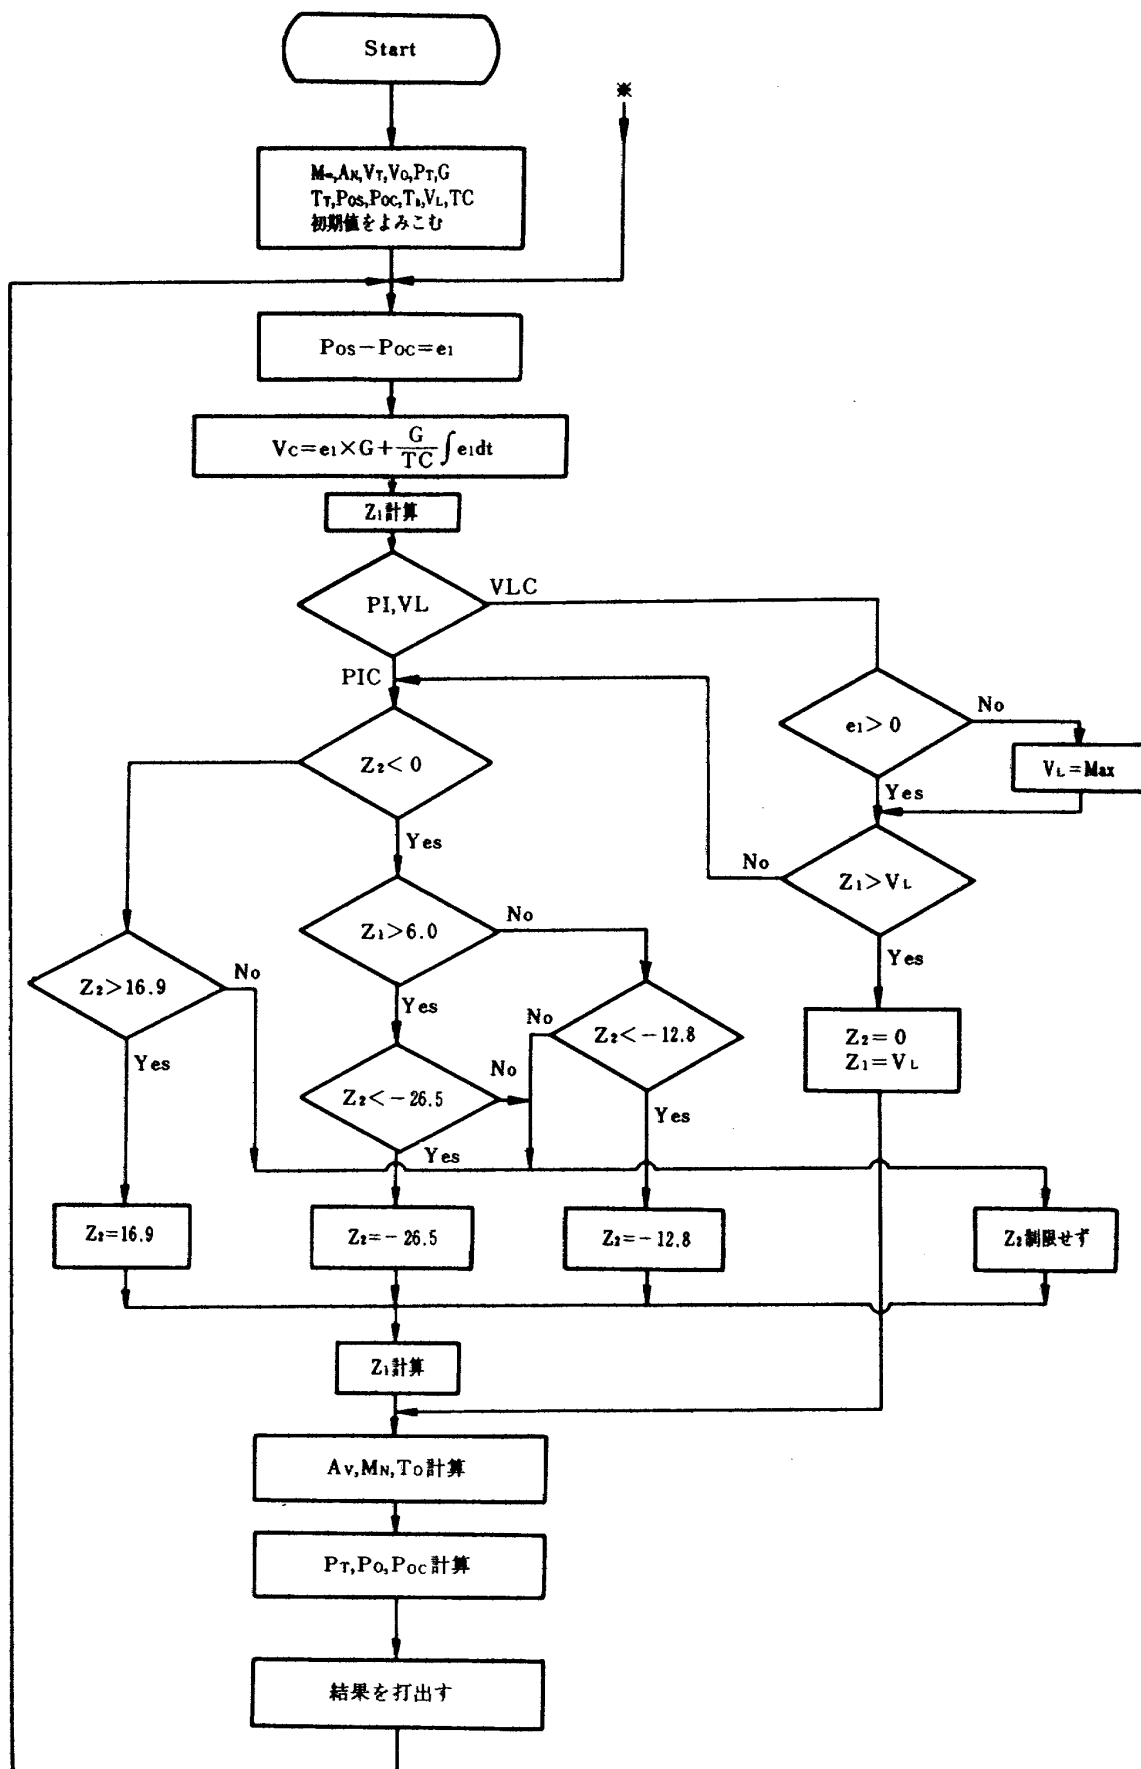 Start
※
M∞,AN,VT,VO,PT,G
TT,POS,POC,Tb,VL,TC
初期値をよみこむ
POS－POC＝e1
VC＝e1×G＋G/TC∫e1dt
Z1計算
PI,VL
VLC
PIC
e1＞0
No
VL＝Max
Yes
Z2＜0
Yes
Z1＞VL
No
Yes
Z1＞6.0
No
Yes
Z2＞16.9
No
Yes
Z2＜－12.8
No
Yes
Z2＜－26.5
No
Yes
Z2＝0
Z1＝VL
Z2＝16.9
Z2＝－26.5
Z2＝－12.8
Z2制限せず
Z1計算
AV,MN,TO計算
PT,PO,POC計算
結果を打出す